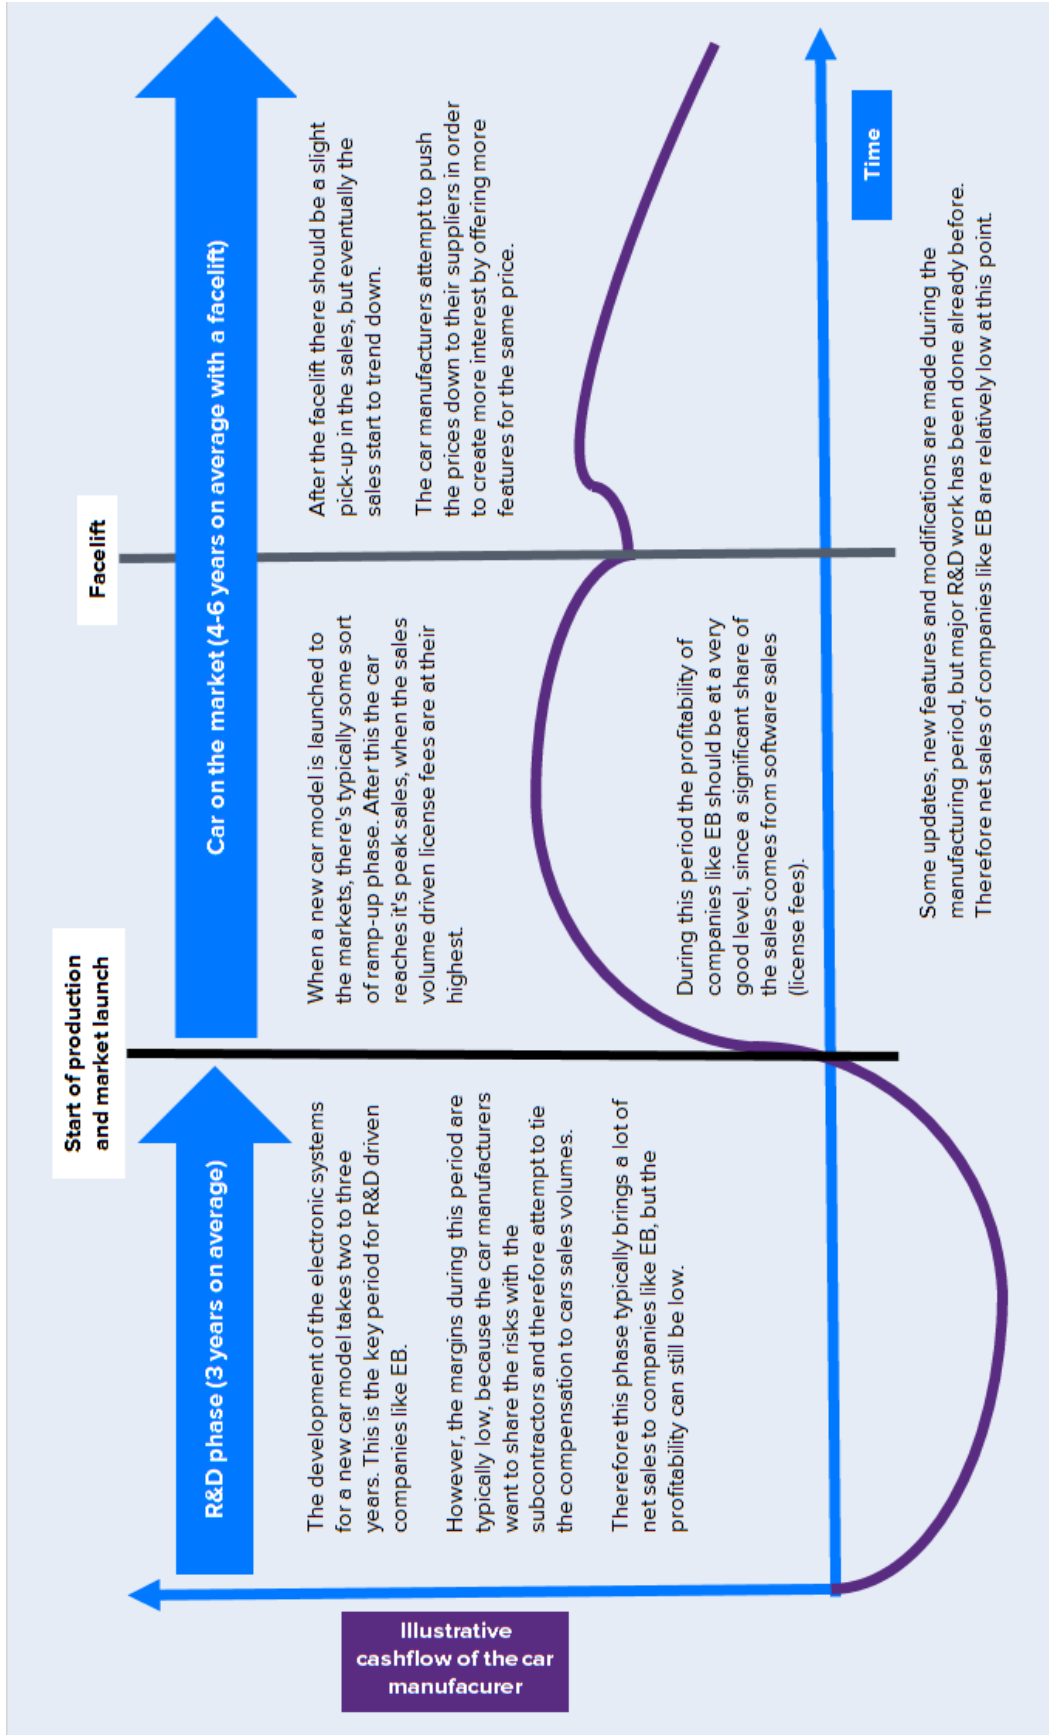 Start of production
and market launch
Facelift
R&D phase (3 years on average)
Car on the market (4-6 years on average with a facelift)
The development of the electronic systems
for a new car model takes two to three
years. This is the key period for R&D driven
companies like EB.
However, the margins during this period are
typically low, because the car manufacturers
want to share the risks with the
subcontractors and therefore attempt to tie
the compensation to cars sales volumes.
Therefore this phase typically brings a lot of
net sales to companies like EB, but the
profitability can still be low.
When a new car model is launched to
the markets, there's typically some sort
of ramp-up phase. After this the car
reaches it's peak sales, when the sales
volume driven license fees are at their
highest.
After the facelift there should be a slight
pick-up in the sales, but eventually the
sales start to trend down.
The car manufacturers attempt to push
the prices down to their suppliers in order
to create more interest by offering more
features for the same price.
During this period the profitability of
companies like EB should be at a very
good level, since a significant share of
the sales comes from software sales
(license fees).
Illustrative
cashflow of the car
manufacurer
Time
Some updates, new features and modifications are made during the
manufacturing period, but major R&D work has been done already before.
Therefore net sales of companies like EB are relatively low at this point.